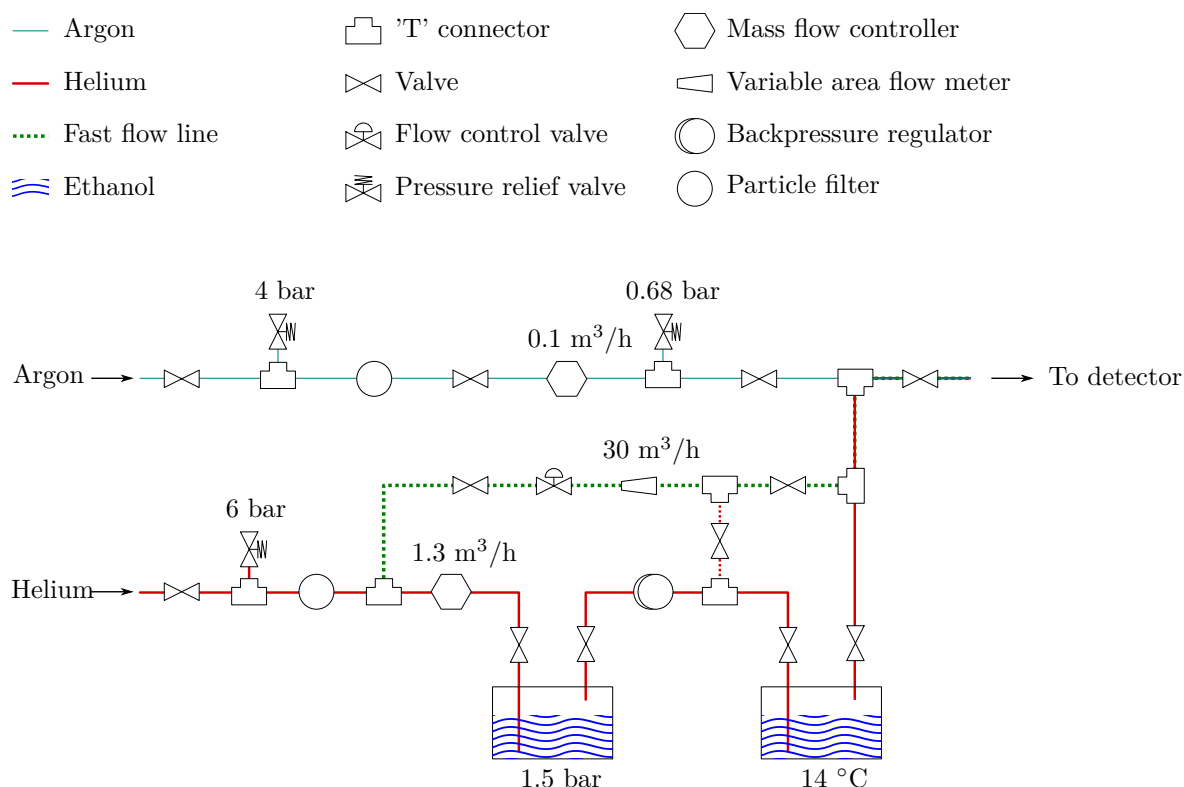 Argon
'T' connector
Mass flow controller
Helium
Valve
Variable area flow meter
Fast flow line
Flow control valve
Backpressure regulator
Ethanol
Pressure relief valve
Particle filter
4 bar
0.68 bar
0.1 m³/h
Argon
To detector
30 m³/h
6 bar
1.3 m³/h
Helium
1.5 bar
14 °C